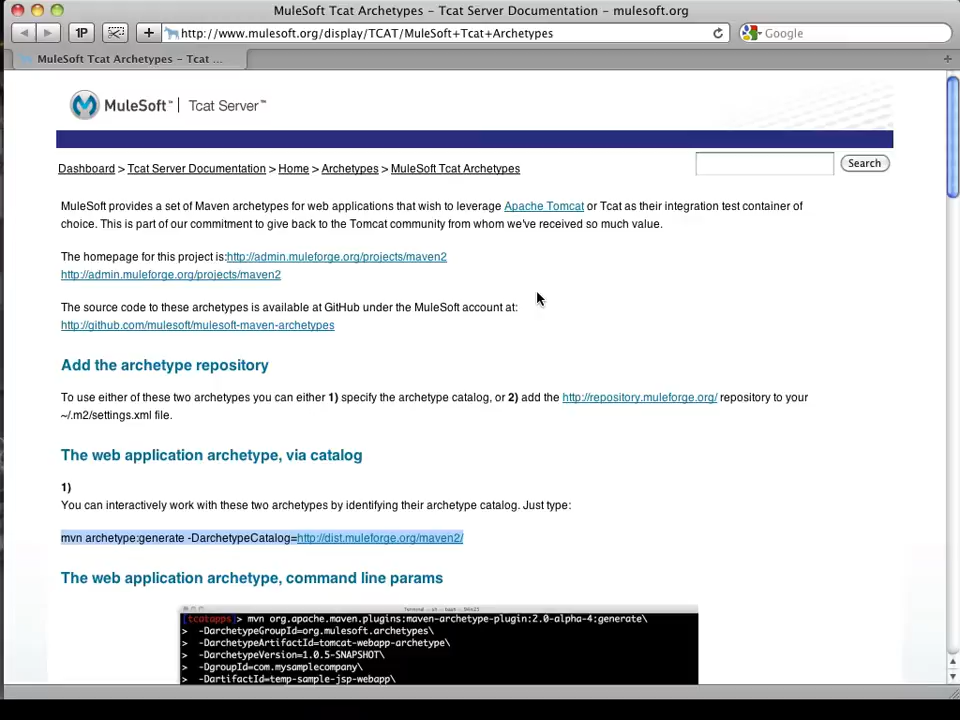 MuleSoft Tcat Archetypes – Tcat Server Documentation – mulesoft.org
1P
+
http://www.mulesoft.org/display/TCAT/MuleSoft+Tcat+Archetypes
Google
MuleSoft Tcat Archetypes – Tcat ...
+
MuleSoft™ | Tcat Server™
Dashboard > Tcat Server Documentation > Home > Archetypes > MuleSoft Tcat Archetypes
Search
MuleSoft provides a set of Maven archetypes for web applications that wish to leverage Apache Tomcat or Tcat as their integration test container of
choice. This is part of our commitment to give back to the Tomcat community from whom we've received so much value.
The homepage for this project is:http://admin.muleforge.org/projects/maven2
http://admin.muleforge.org/projects/maven2
The source code to these archetypes is available at GitHub under the MuleSoft account at:
http://github.com/mulesoft/mulesoft-maven-archetypes
Add the archetype repository
To use either of these two archetypes you can either 1) specify the archetype catalog, or 2) add the http://repository.muleforge.org/ repository to your
~/.m2/settings.xml file.
The web application archetype, via catalog
1)
You can interactively work with these two archetypes by identifying their archetype catalog. Just type:
mvn archetype:generate -DarchetypeCatalog=http://dist.muleforge.org/maven2/
The web application archetype, command line params
[tcatapps]> mvn org.apache.maven.plugins:maven-archetype-plugin:2.0-alpha-4:generate\
> -DarchetypeGroupId=org.mulesoft.archetypes\
> -DarchetypeArtifactId=tomcat-webapp-archetype\
> -DarchetypeVersion=1.0.5-SNAPSHOT\
> -DgroupId=com.mysamplecompany\
> -DartifactId=temp-sample-jsp-webapp\